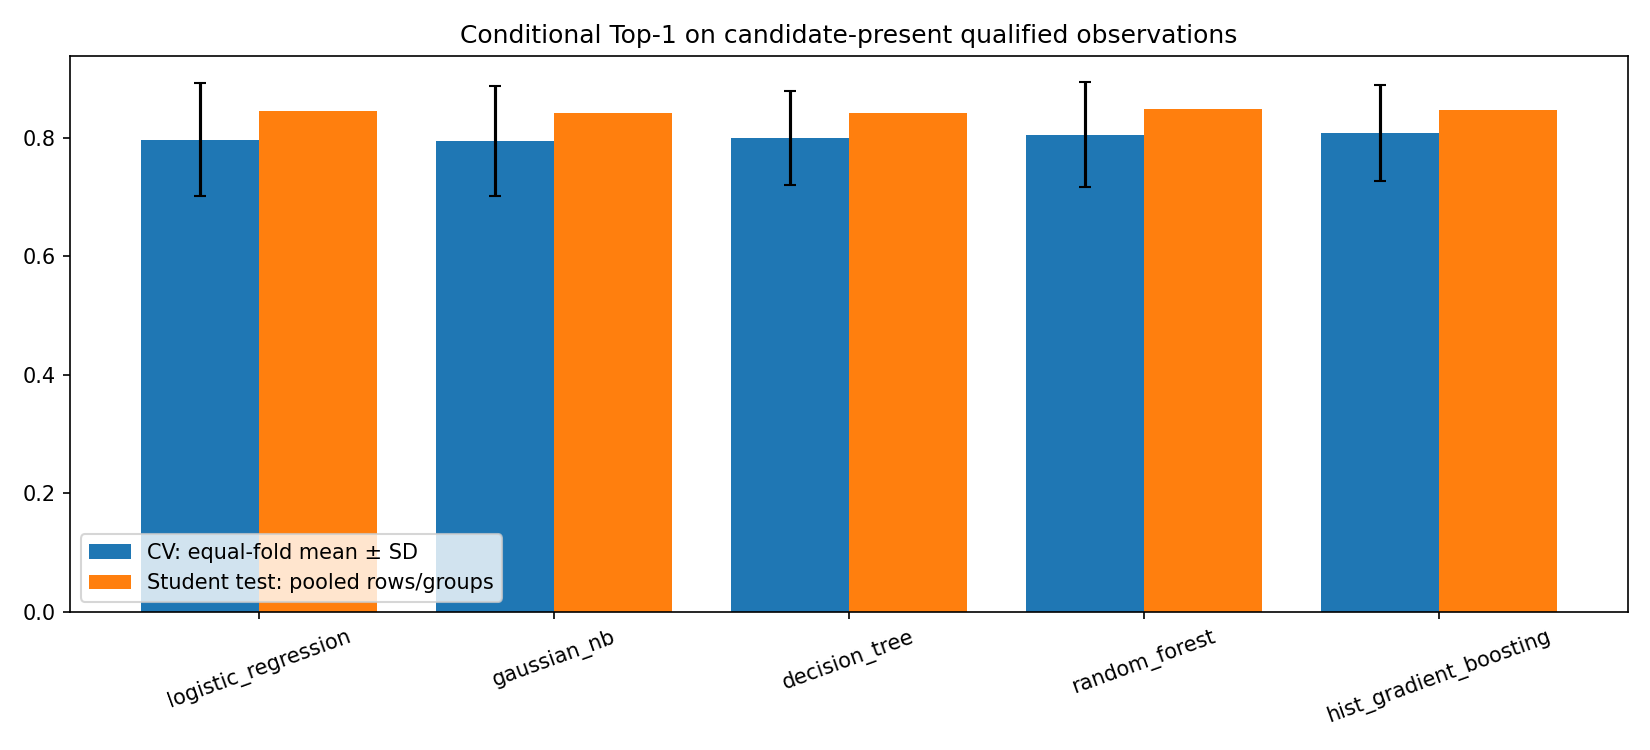 Conditional Top-1 on candidate-present qualified observations
0.8
0.6
0.4
0.2
0.0
CV: equal-fold mean ± SD
Student test: pooled rows/groups
logistic_regression
gaussian_nb
decision_tree
random_forest
hist_gradient_boosting